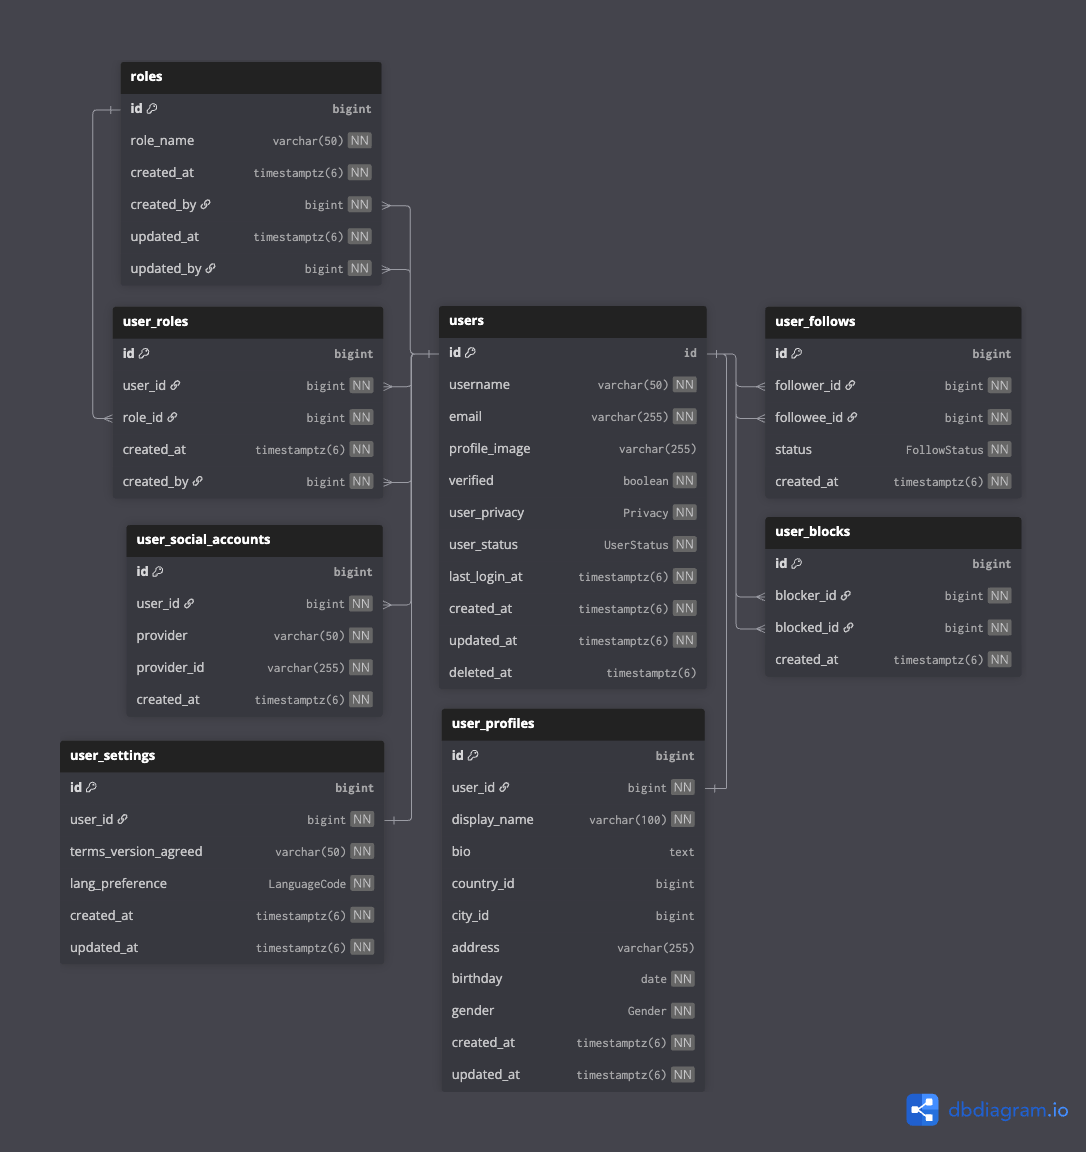 roles
id bigint
role_name varchar(50) NN
created_at timestamptz(6) NN
created_by bigint NN
updated_at timestamptz(6) NN
updated_by bigint NN
user_roles
id bigint
user_id bigint NN
role_id bigint NN
created_at timestamptz(6) NN
created_by bigint NN
user_social_accounts
id bigint
user_id bigint NN
provider varchar(50) NN
provider_id varchar(255) NN
created_at timestamptz(6) NN
user_settings
id bigint
user_id bigint NN
terms_version_agreed varchar(50) NN
lang_preference LanguageCode NN
created_at timestamptz(6) NN
updated_at timestamptz(6) NN
users
id id
username varchar(50) NN
email varchar(255) NN
profile_image varchar(255)
verified boolean NN
user_privacy Privacy NN
user_status UserStatus NN
last_login_at timestamptz(6) NN
created_at timestamptz(6) NN
updated_at timestamptz(6) NN
deleted_at timestamptz(6)
user_profiles
id bigint
user_id bigint NN
display_name varchar(100) NN
bio text
country_id bigint
city_id bigint
address varchar(255)
birthday date NN
gender Gender NN
created_at timestamptz(6) NN
updated_at timestamptz(6) NN
user_follows
id bigint
follower_id bigint NN
followee_id bigint NN
status FollowStatus NN
created_at timestamptz(6) NN
user_blocks
id bigint
blocker_id bigint NN
blocked_id bigint NN
created_at timestamptz(6) NN
dbdiagram.io